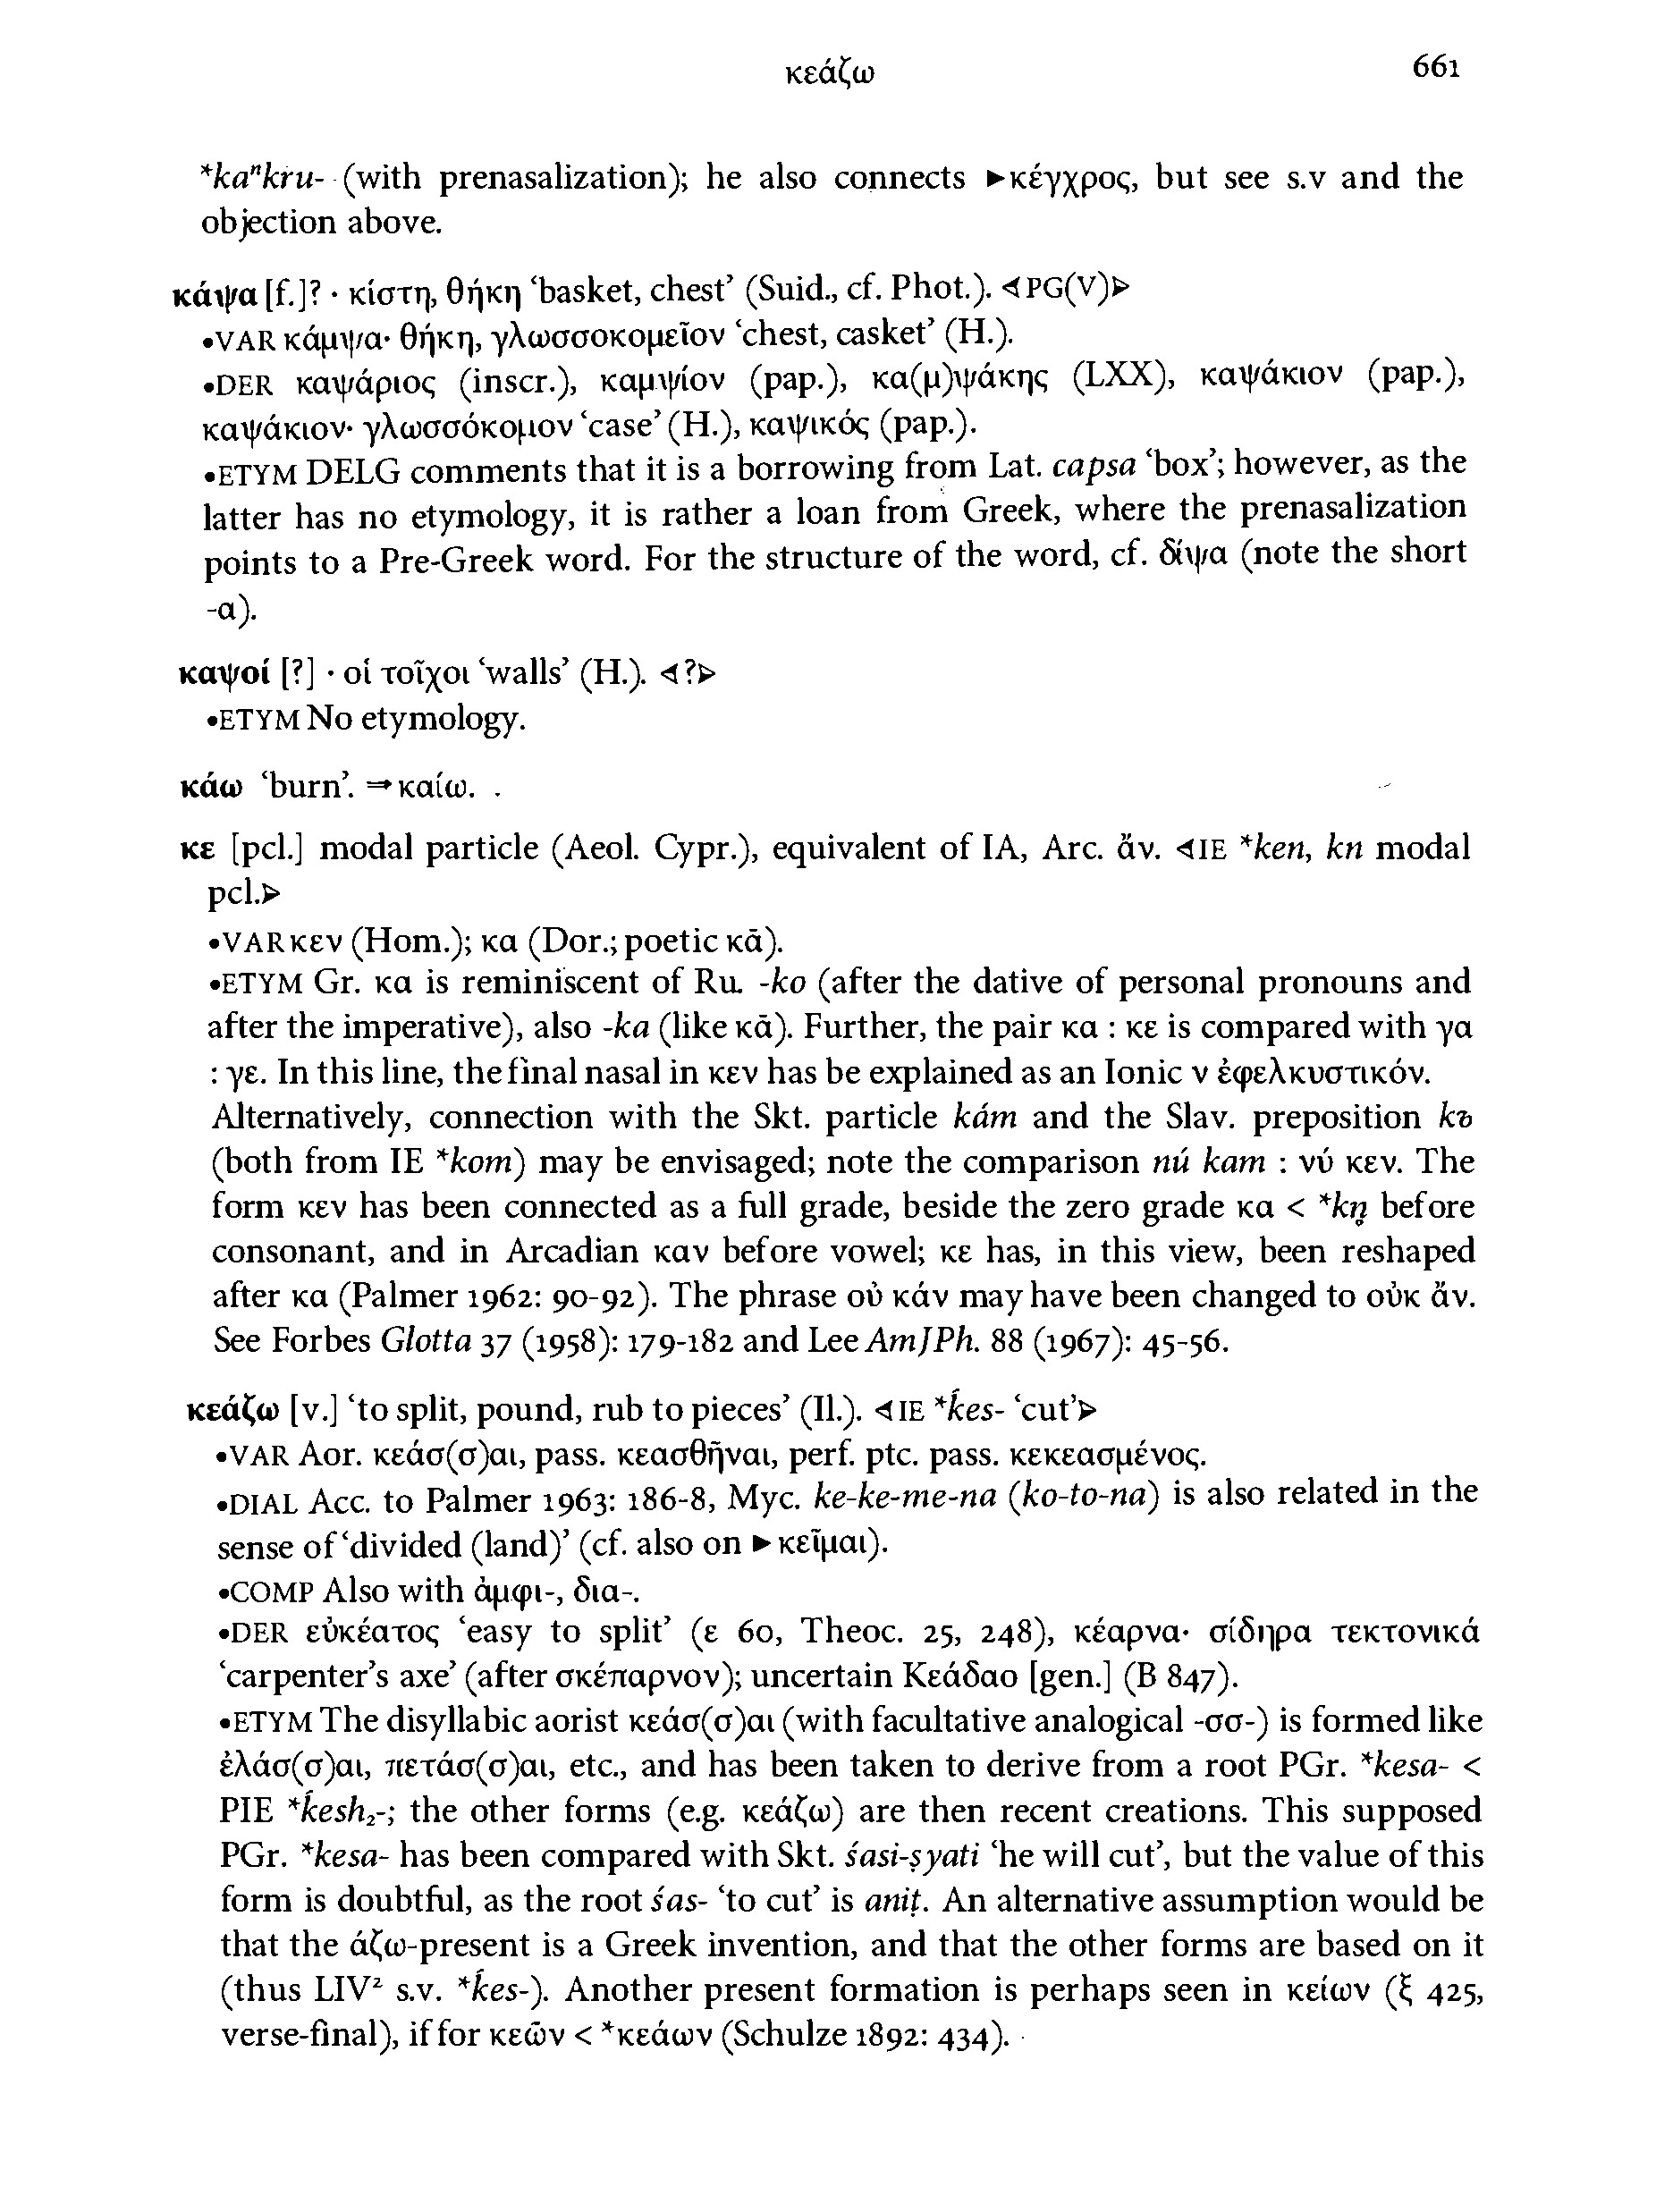 κεάζω 661
*kaⁿkru- (with prenasalization); he also connects ►κέγχρος, but see s.v and the
objection above.
κάψα [f.]? · κίστη, θήκη ‘basket, chest’ (Suid., cf. Phot.). ⊲PG(V)⊳
•VAR κάμψα· θήκη, γλωσσοκομεῖον ‘chest, casket’ (H.).
•DER καψάριος (inscr.), καμψίον (pap.), κα(μ)ψάκης (LXX), καψάκιον (pap.),
καψάκιον· γλωσσόκομον ‘case’ (H.), καψικός (pap.).
•ETYM DELG comments that it is a borrowing from Lat. capsa ‘box’; however, as the
latter has no etymology, it is rather a loan from Greek, where the prenasalization
points to a Pre-Greek word. For the structure of the word, cf. δίψα (note the short
-α).
καψοί [?] · οἱ τοῖχοι ‘walls’ (H.). ⊲?⊳
•ETYM No etymology.
κάω ‘burn’. ⇒καίω.
κε [pcl.] modal particle (Aeol. Cypr.), equivalent of IA, Arc. ἄν. ⊲IE *ken, kn modal
pcl.⊳
•VAR κεν (Hom.); κα (Dor.; poetic κᾱ).
•ETYM Gr. κα is reminiscent of Ru. -ko (after the dative of personal pronouns and
after the imperative), also -ka (like κᾱ). Further, the pair κα : κε is compared with γα
: γε. In this line, the final nasal in κεν has be explained as an Ionic ν ἐφελκυστικόν.
Alternatively, connection with the Skt. particle kám and the Slav. preposition kъ
(both from IE *kom) may be envisaged; note the comparison nú kam : νύ κεν. The
form κεν has been connected as a full grade, beside the zero grade κα < *kn̥ before
consonant, and in Arcadian καν before vowel; κε has, in this view, been reshaped
after κα (Palmer 1962: 90-92). The phrase οὐ κάν may have been changed to οὐκ ἄν.
See Forbes Glotta 37 (1958): 179-182 and Lee AmJPh. 88 (1967): 45-56.
κεάζω [v.] ‘to split, pound, rub to pieces’ (Il.). ⊲IE *ḱes- ‘cut’⊳
•VAR Aor. κεάσ(σ)αι, pass. κεασθῆναι, perf. ptc. pass. κεκεασμένος.
•DIAL Acc. to Palmer 1963: 186-8, Myc. ke-ke-me-na (ko-to-na) is also related in the
sense of ‘divided (land)’ (cf. also on ►κεῖμαι).
•COMP Also with ἀμφι-, δια-.
•DER εὐκέατος ‘easy to split’ (ε 60, Theoc. 25, 248), κέαρνα· σίδηρα τεκτονικά
‘carpenter’s axe’ (after σκέπαρνον); uncertain Κεάδαο [gen.] (B 847).
•ETYM The disyllabic aorist κεάσ(σ)αι (with facultative analogical -σσ-) is formed like
ἐλάσ(σ)αι, πετάσ(σ)αι, etc., and has been taken to derive from a root PGr. *kesa- <
PIE *ḱesh₂-; the other forms (e.g. κεάζω) are then recent creations. This supposed
PGr. *kesa- has been compared with Skt. śasi-ṣyati ‘he will cut’, but the value of this
form is doubtful, as the root śas- ‘to cut’ is aniṭ. An alternative assumption would be
that the άζω-present is a Greek invention, and that the other forms are based on it
(thus LIV² s.v. *ḱes-). Another present formation is perhaps seen in κείων (ξ 425,
verse-final), if for κεῶν < *κεάων (Schulze 1892: 434).